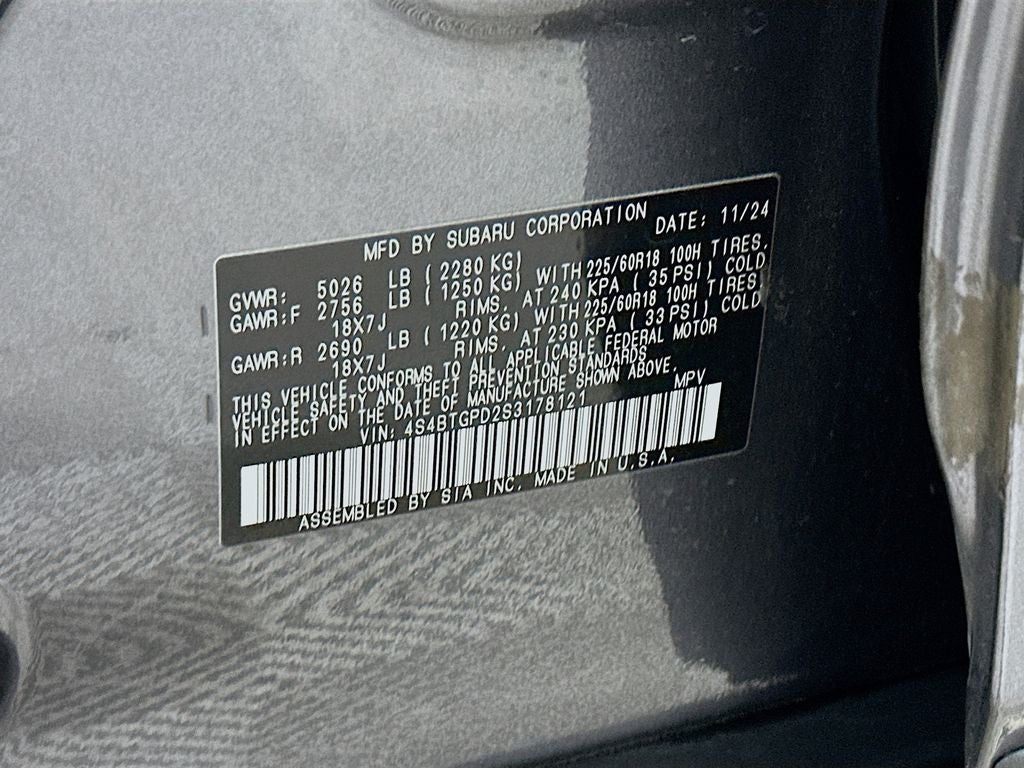 MFD BY SUBARU CORPORATION DATE: 11/24
GVWR: 5026 LB (2280 KG)
GAWR:F 2756 LB (1250 KG) WITH 225/60R18 100H TIRES,
18X7J RIMS, AT 240 KPA (35 PSI) COLD
GAWR:R 2690 LB (1220 KG) WITH 225/60R18 100H TIRES,
18X7J RIMS, AT 230 KPA (33 PSI) COLD
THIS VEHICLE CONFORMS TO ALL APPLICABLE FEDERAL MOTOR
VEHICLE SAFETY AND THEFT PREVENTION STANDARDS
IN EFFECT ON THE DATE OF MANUFACTURE SHOWN ABOVE.
VIN: 4S4BTGPD2S3178121 MPV
ASSEMBLED BY SIA INC. MADE IN U.S.A.